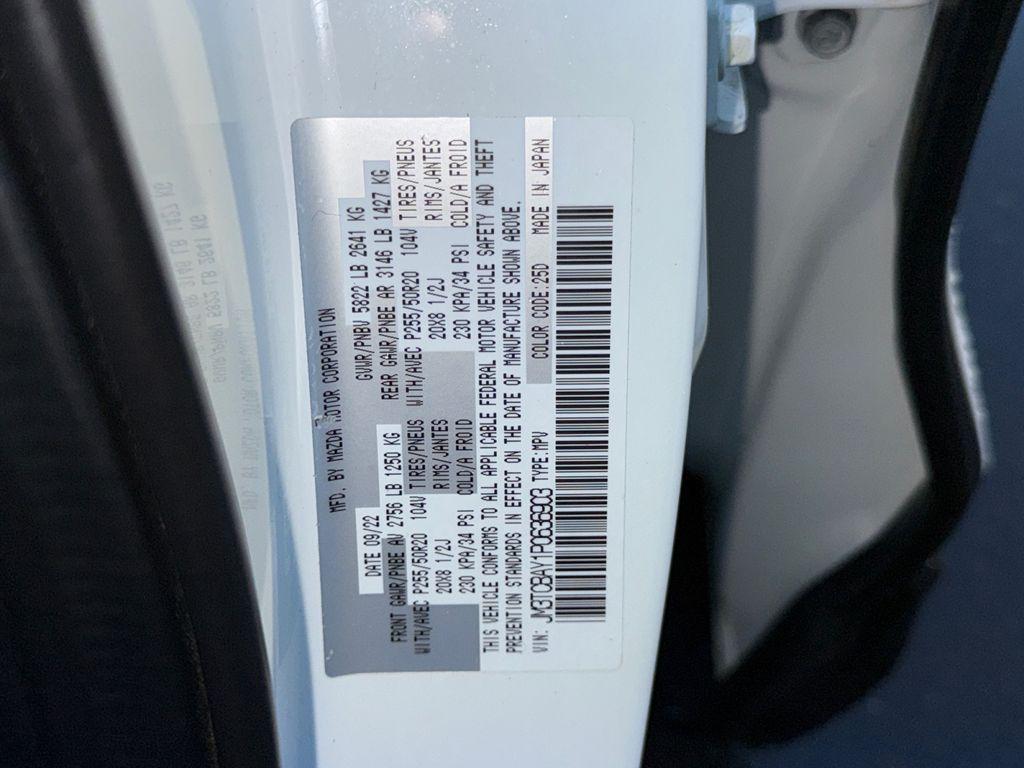 MFD. BY MAZDA MOTOR CORPORATION
DATE 09/22 GVWR/PNBV 5822 LB 2641 KG
FRONT GAWR/PNBE AV 2756 LB 1250 KG REAR GAWR/PNBE AR 3146 LB 1427 KG
WITH/AVEC P255/50R20 104V TIRES/PNEUS WITH/AVEC P255/50R20 104V TIRES/PNEUS
20X8 1/2J RIMS/JANTES 20X8 1/2J RIMS/JANTES
230 KPA/34 PSI COLD/A FROID 230 KPA/34 PSI COLD/A FROID
THIS VEHICLE CONFORMS TO ALL APPLICABLE FEDERAL MOTOR VEHICLE SAFETY AND THEFT
PREVENTION STANDARDS IN EFFECT ON THE DATE OF MANUFACTURE SHOWN ABOVE.
VIN: JM3TCBAY1P0636903 TYPE:MPV COLOR CODE:25D MADE IN JAPAN